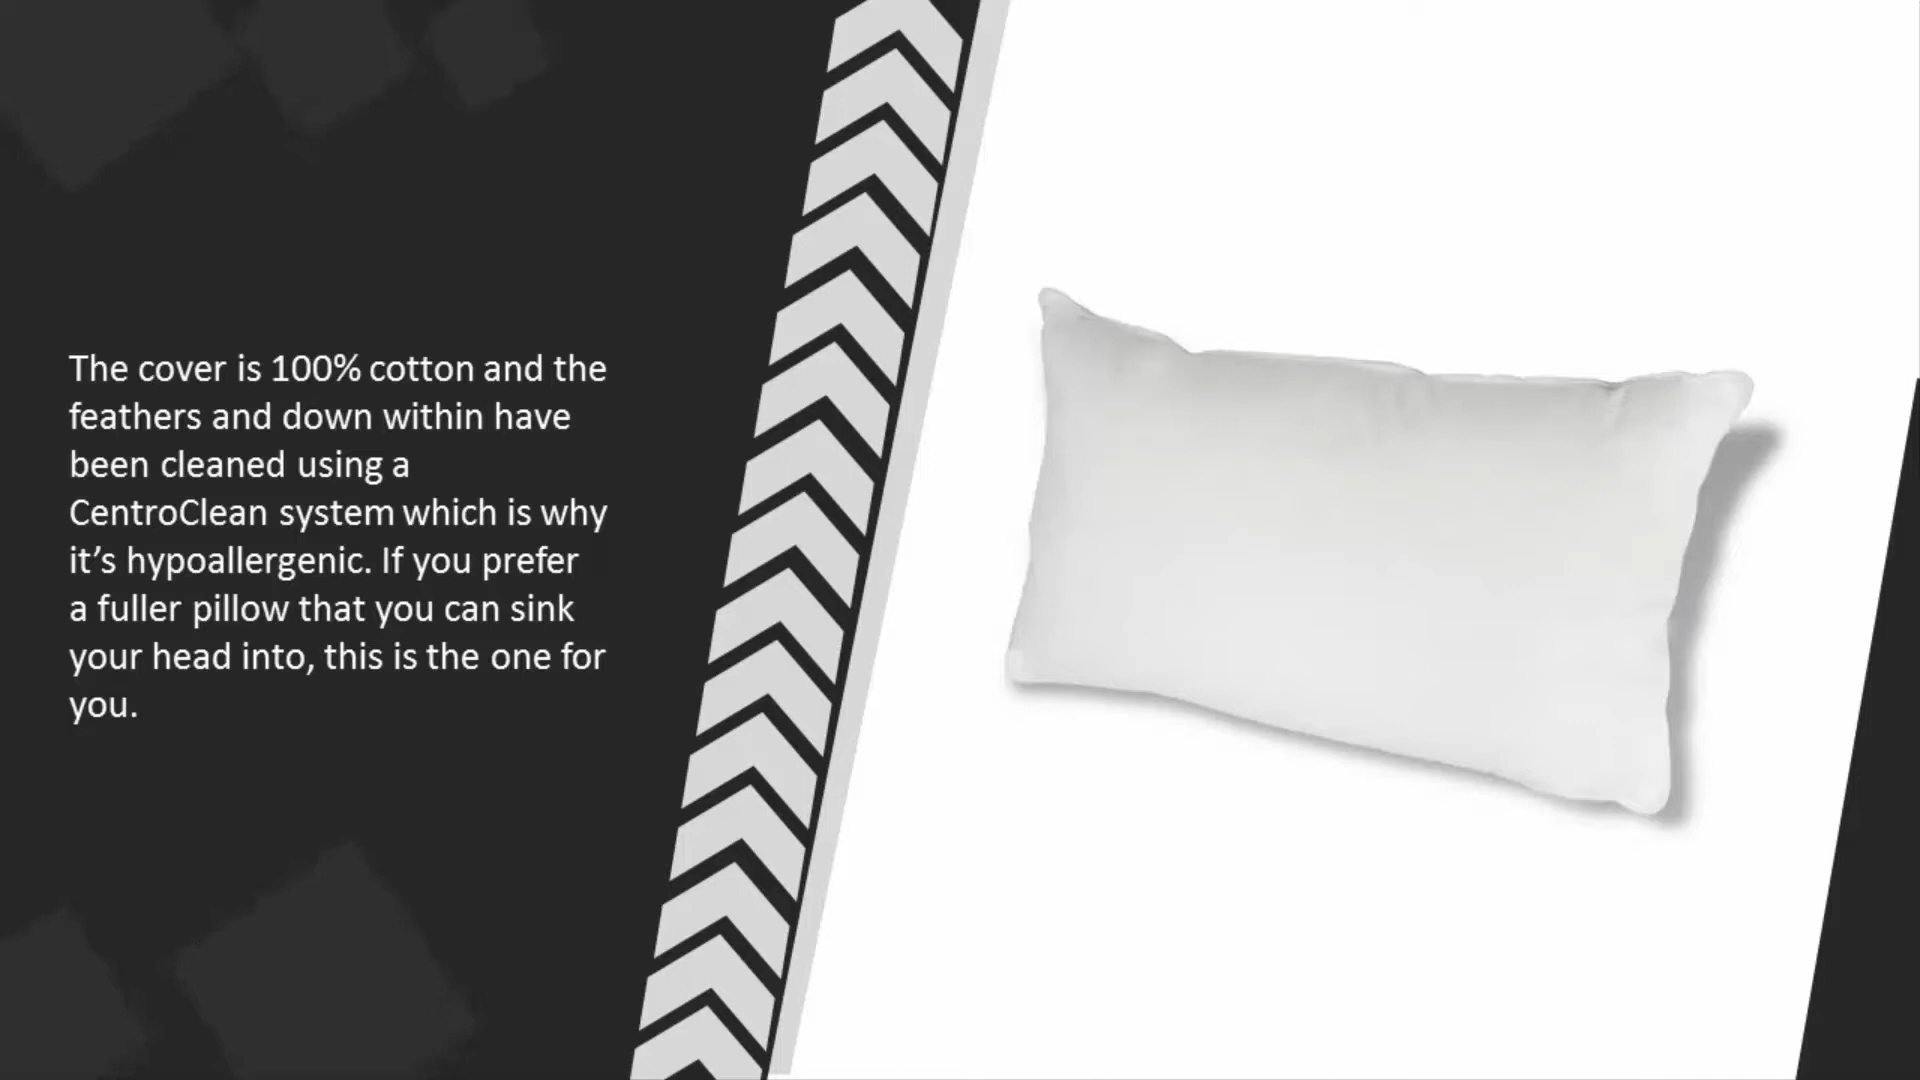 The cover is 100% cotton and the
feathers and down within have
been cleaned using a
CentroClean system which is why
it’s hypoallergenic. If you prefer
a fuller pillow that you can sink
your head into, this is the one for
you.